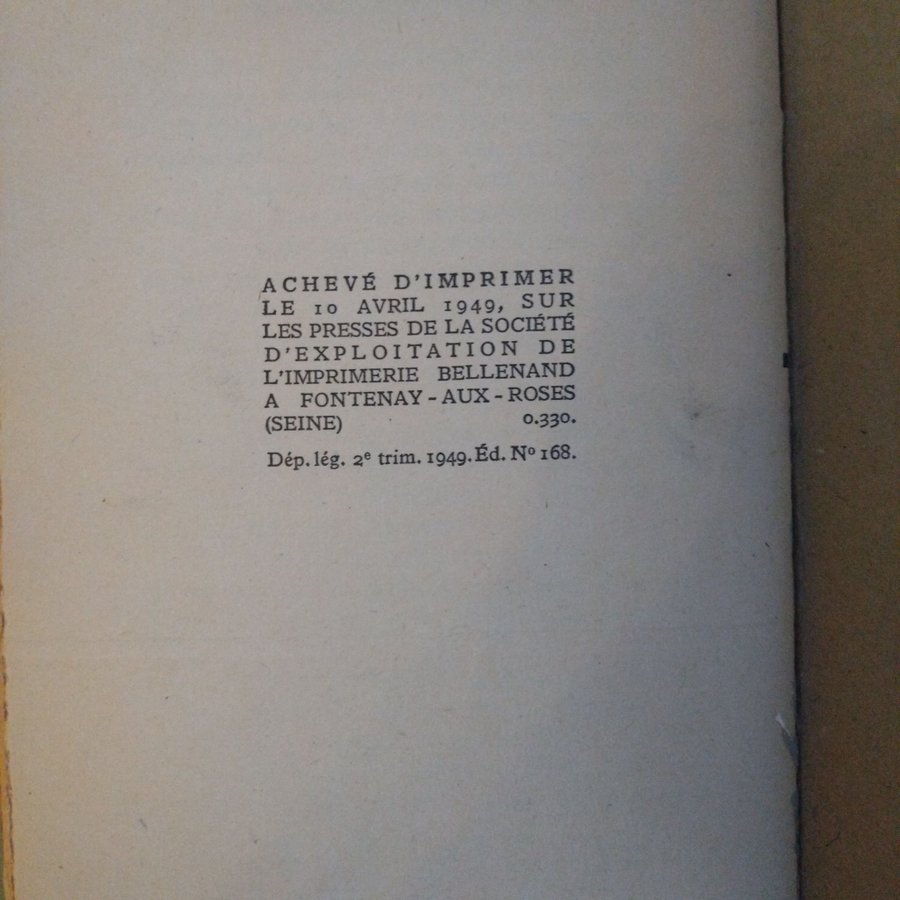 ACHEVÉ D'IMPRIMER
LE 10 AVRIL 1949, SUR
LES PRESSES DE LA SOCIÉTÉ
D'EXPLOITATION DE
L'IMPRIMERIE BELLENAND
A FONTENAY-AUX-ROSES
(SEINE) 0.330.
Dép. lég. 2e trim. 1949. Éd. No 168.